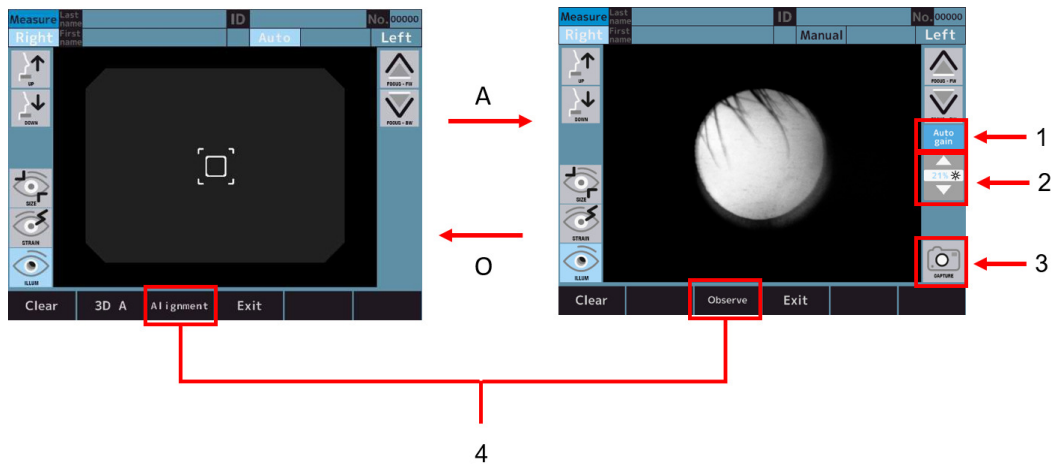 Measure Last name ID No. 00000
Right First name Auto Left
UP
DOWN
SIZE
STRAIN
ILLUM
FOCUS - FW
FOCUS - BW
Clear 3D A Alignment Exit
A
O
Measure Last name ID No. 00000
Right First name Manual Left
UP
DOWN
SIZE
STRAIN
ILLUM
FOCUS - FW
Auto gain
21%
CAPTURE
Clear Observe Exit
1
2
3
4